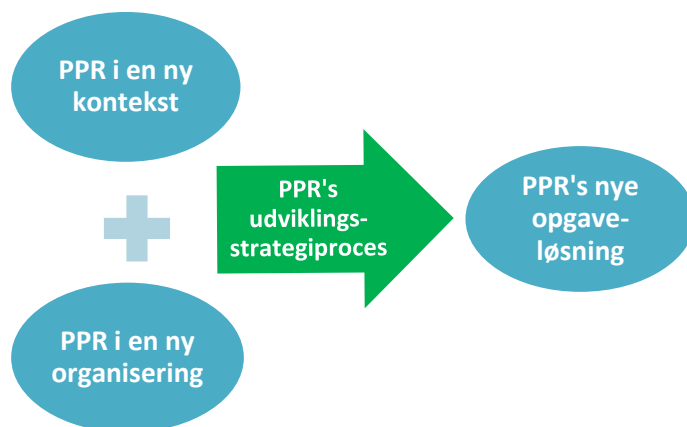 PPR i en ny
kontekst
PPR i en ny
organisering
PPR's
udviklings-
strategiproces
PPR's nye
opgave-
løsning